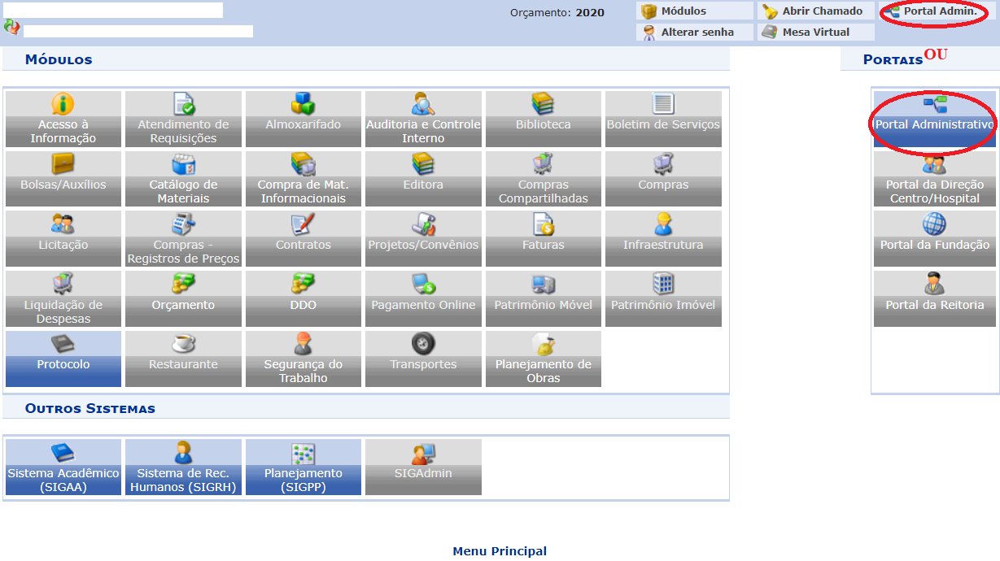 Orçamento: 2020
Módulos
Abrir Chamado
Portal Admin.
Alterar senha
Mesa Virtual
Módulos
Portais OU
Acesso à
Informação
Atendimento de
Requisições
Almoxarifado
Auditoria e Controle
Interno
Biblioteca
Boletim de Serviços
Portal Administrativo
Bolsas/Auxílios
Catálogo de
Materiais
Compra de Mat.
Informacionais
Editora
Compras
Compartilhadas
Compras
Portal da Direção
Centro/Hospital
Licitação
Compras -
Registros de Preços
Contratos
Projetos/Convênios
Faturas
Infraestrutura
Portal da Fundação
Liquidação de
Despesas
Orçamento
DDO
Pagamento Online
Patrimônio Móvel
Patrimônio Imóvel
Portal da Reitoria
Protocolo
Restaurante
Segurança do
Trabalho
Transportes
Planejamento de
Obras
Outros Sistemas
Sistema Acadêmico
(SIGAA)
Sistema de Rec.
Humanos (SIGRH)
Planejamento
(SIGPP)
SIGAdmin
Menu Principal